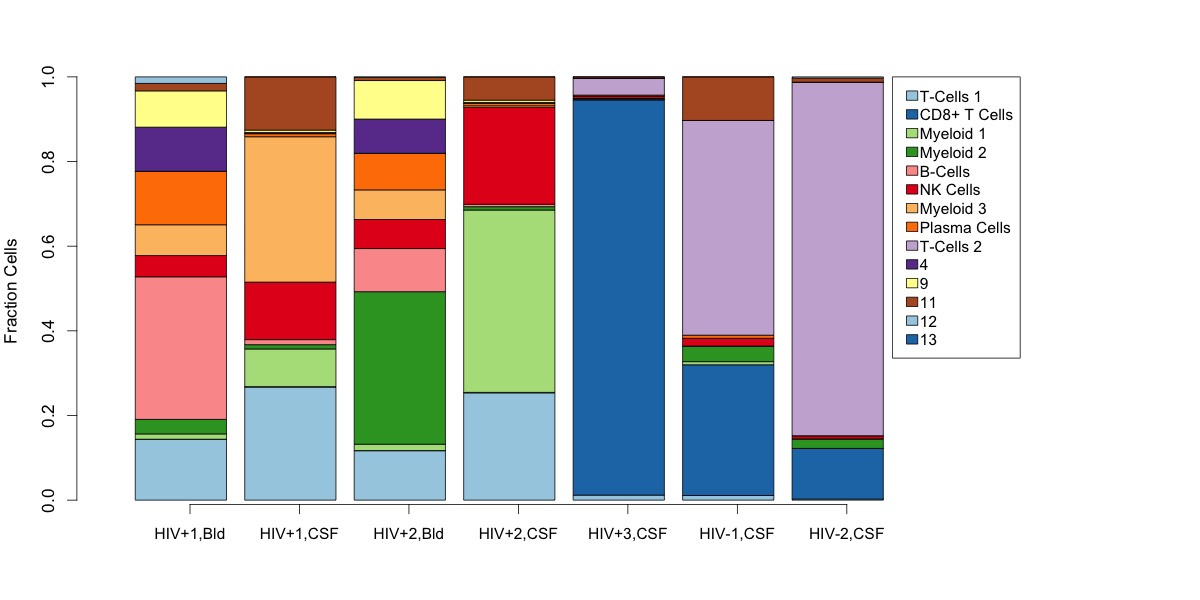 Fraction Cells
1.0
0.8
0.6
0.4
0.2
0.0
HIV+1,Bld
HIV+1,CSF
HIV+2,Bld
HIV+2,CSF
HIV+3,CSF
HIV-1,CSF
HIV-2,CSF
T-Cells 1
CD8+ T Cells
Myeloid 1
Myeloid 2
B-Cells
NK Cells
Myeloid 3
Plasma Cells
T-Cells 2
4
9
11
12
13